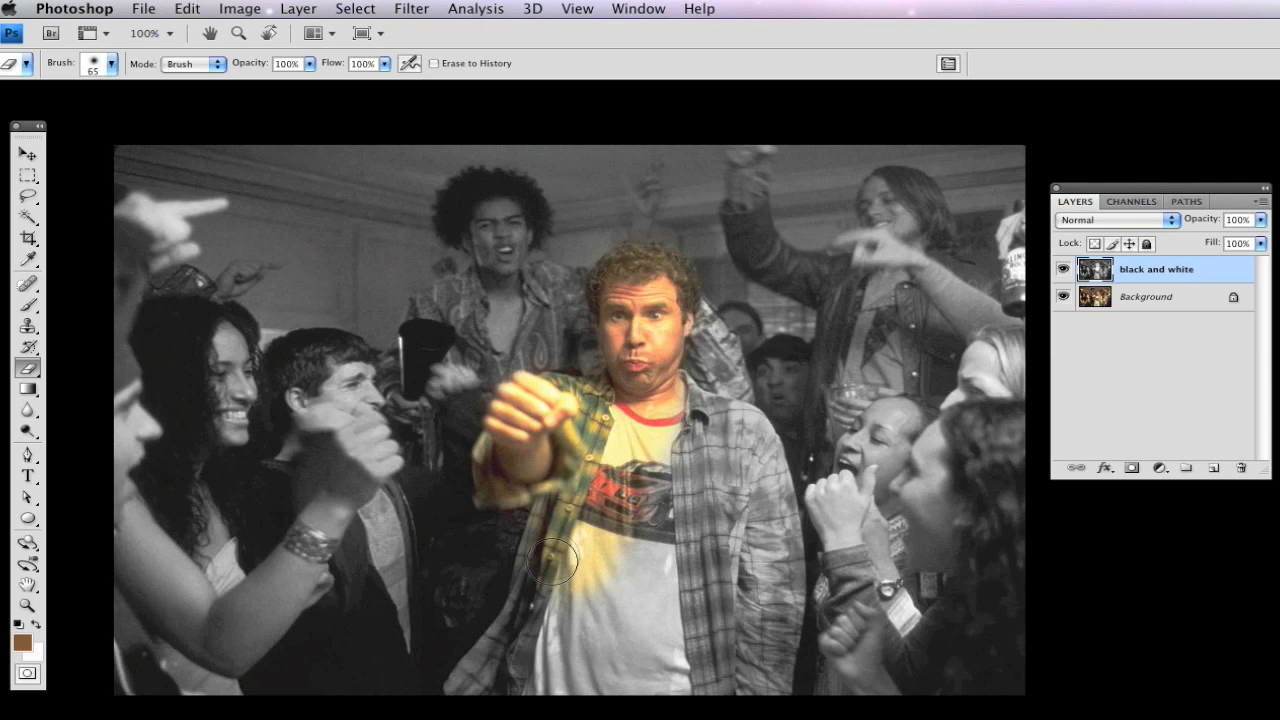 Photoshop File Edit Image Layer Select Filter Analysis 3D View Window Help
Ps Br 100%
Brush: 65 Mode: Brush Opacity: 100% Flow: 100% Erase to History
LAYERS CHANNELS PATHS
Normal Opacity: 100%
Lock: Fill: 100%
black and white
Background
T
fx